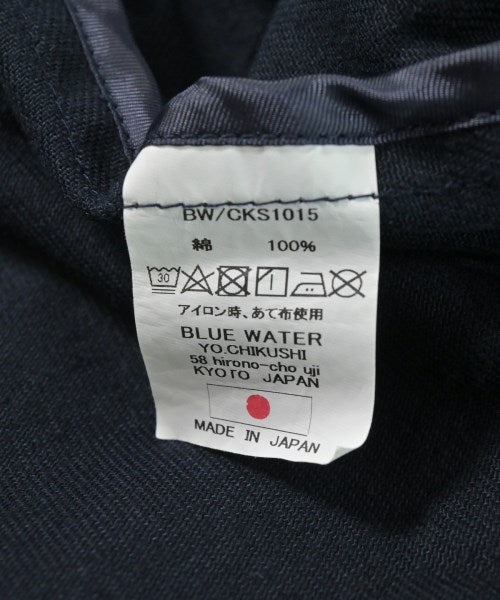 BW/CKS1015
綿 100%
30
アイロン時、あて布使用
BLUE WATER
YO.CHIKUSHI
58 hirono-cho uji
KYOTO JAPAN
MADE IN JAPAN